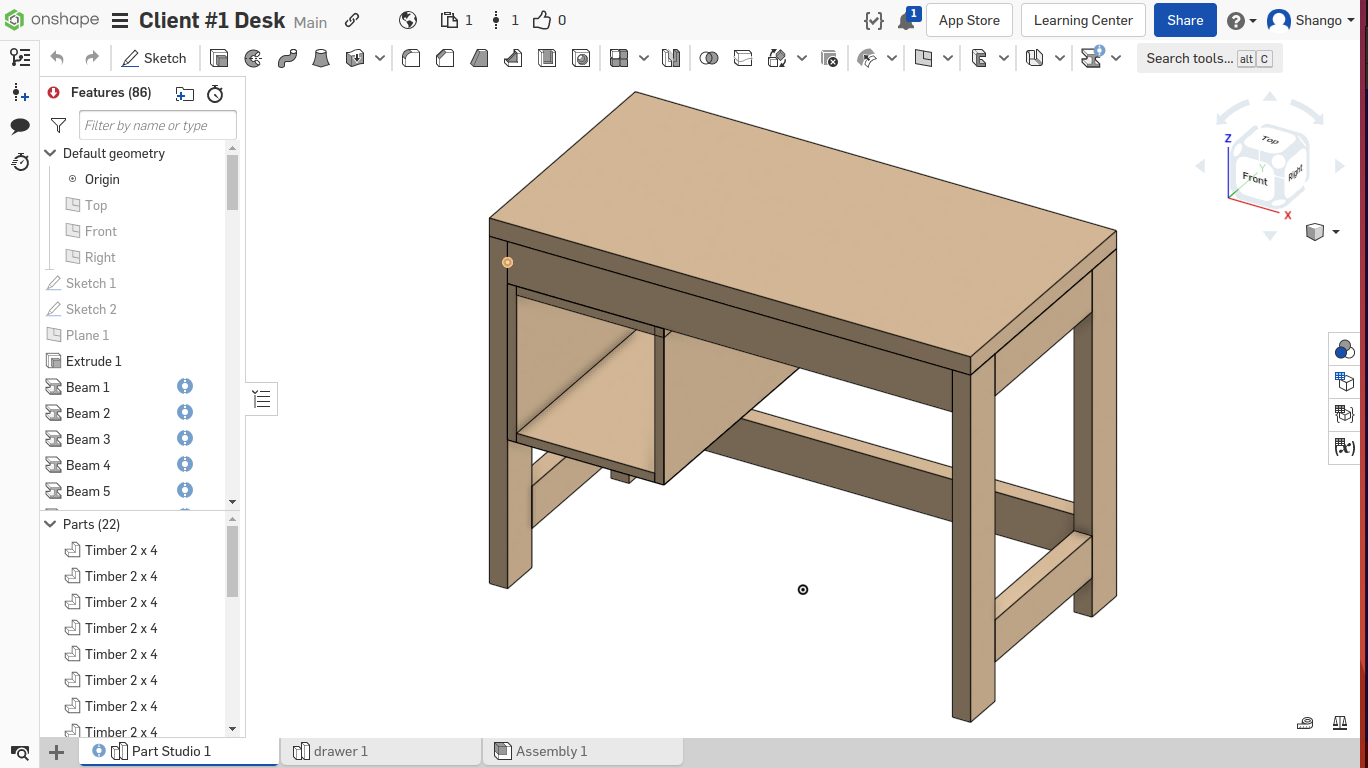 onshape Client #1 Desk Main 1 1 0 1 App Store Learning Center Share Shango
Sketch Search tools... alt C
Features (86)
Filter by name or type
Default geometry
Origin
Top
Front
Right
Sketch 1
Sketch 2
Plane 1
Extrude 1
Beam 1
Beam 2
Beam 3
Beam 4
Beam 5
Parts (22)
Timber 2 x 4
Timber 2 x 4
Timber 2 x 4
Timber 2 x 4
Timber 2 x 4
Timber 2 x 4
Timber 2 x 4
Timber 2 x 4
Z
Top
Y
Front
Right
X
(x)
Part Studio 1 drawer 1 Assembly 1